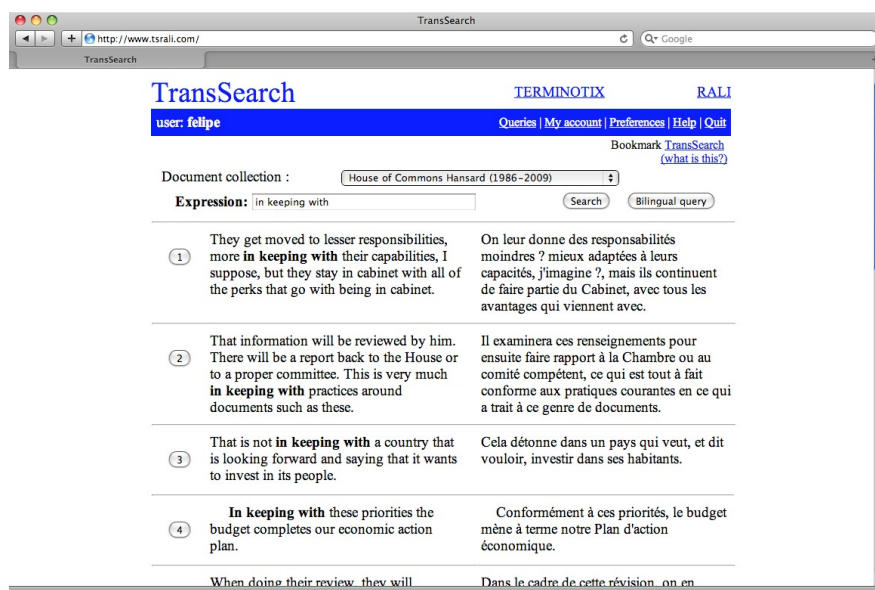 TransSearch
http://www.tsrali.com/
Google
TransSearch
TransSearch TERMINOTIX RALI
user: felipe Queries | My account | Preferences | Help | Quit
Bookmark TransSearch
(what is this?)
Document collection : House of Commons Hansard (1986-2009)
Expression: in keeping with Search Bilingual query
1
They get moved to lesser responsibilities,
more in keeping with their capabilities, I
suppose, but they stay in cabinet with all of
the perks that go with being in cabinet.
On leur donne des responsabilités
moindres ? mieux adaptées à leurs
capacités, j'imagine ?, mais ils continuent
de faire partie du Cabinet, avec tous les
avantages qui viennent avec.
2
That information will be reviewed by him.
There will be a report back to the House or
to a proper committee. This is very much
in keeping with practices around
documents such as these.
Il examinera ces renseignements pour
ensuite faire rapport à la Chambre ou au
comité compétent, ce qui est tout à fait
conforme aux pratiques courantes en ce qui
a trait à ce genre de documents.
3
That is not in keeping with a country that
is looking forward and saying that it wants
to invest in its people.
Cela détonne dans un pays qui veut, et dit
vouloir, investir dans ses habitants.
4
In keeping with these priorities the
budget completes our economic action
plan.
Conformément à ces priorités, le budget
mène à terme notre Plan d'action
économique.
When doing their review, they will
Dans le cadre de cette révision, on en